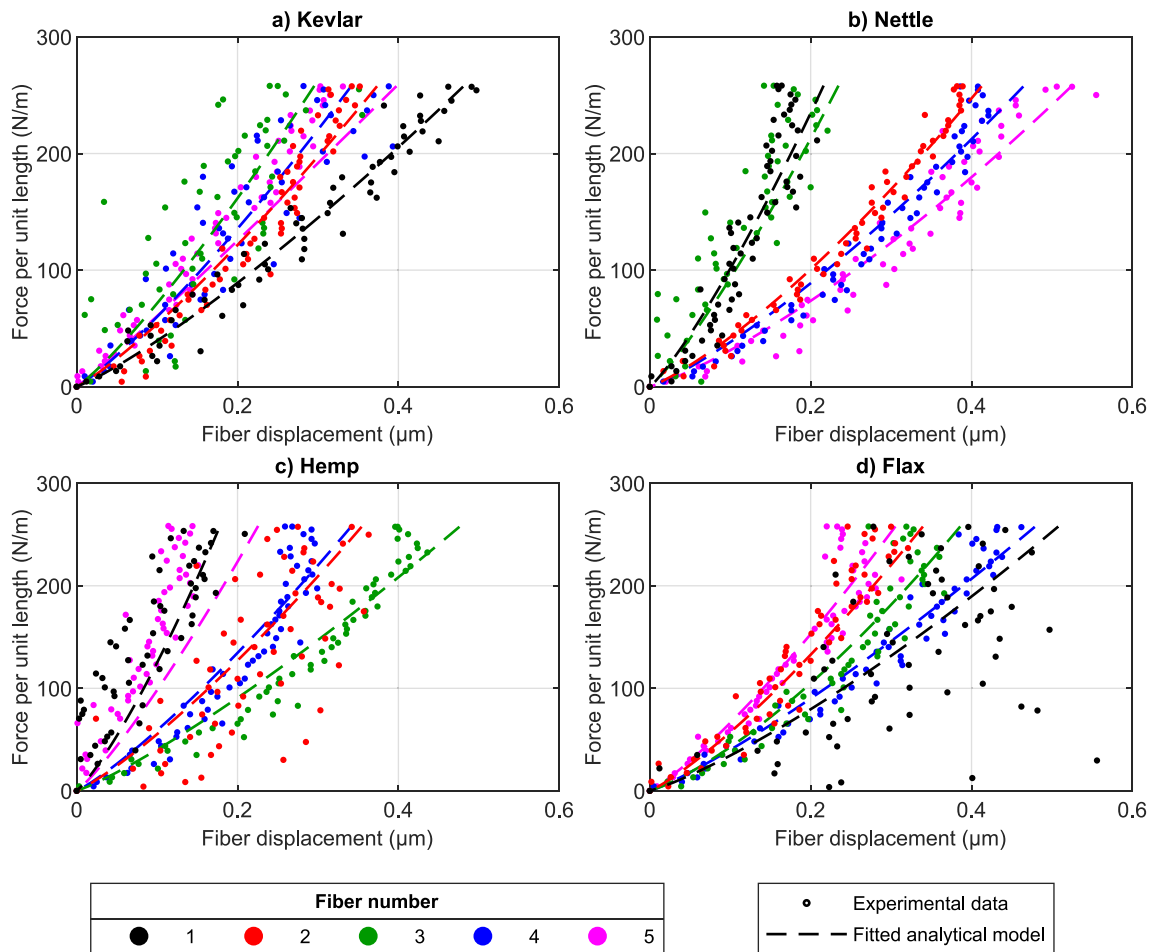 a) Kevlar
300
200
100
0
0
0.2
0.4
0.6
Force per unit length (N/m)
Fiber displacement (µm)
b) Nettle
300
200
100
0
0
0.2
0.4
0.6
Force per unit length (N/m)
Fiber displacement (µm)
c) Hemp
300
200
100
0
0
0.2
0.4
0.6
Force per unit length (N/m)
Fiber displacement (µm)
d) Flax
300
200
100
0
0
0.2
0.4
0.6
Force per unit length (N/m)
Fiber displacement (µm)
Fiber number
1 2 3 4 5
Experimental data
Fitted analytical model